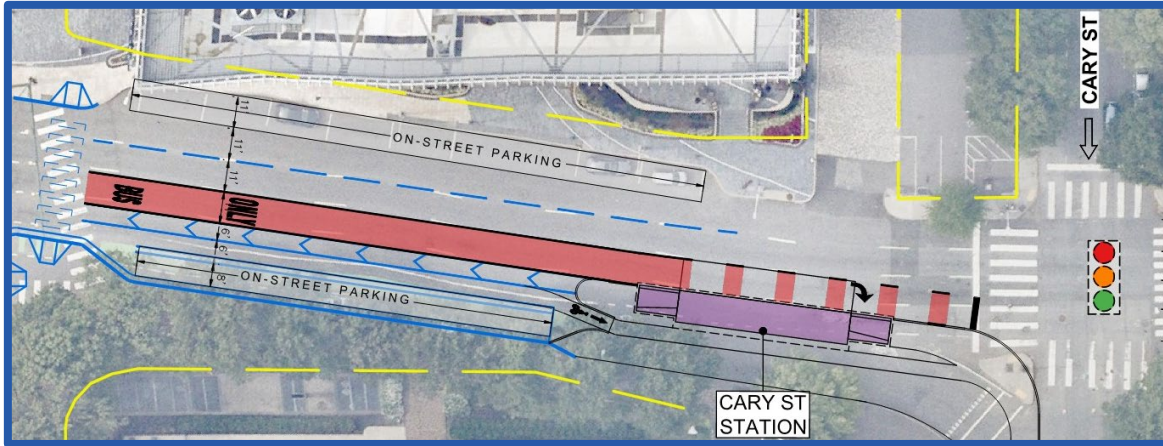 CARY ST
11'
ON-STREET PARKING
11'
11'
BUS
ONLY
6'
6'
8'
ON-STREET PARKING
CARY ST
STATION